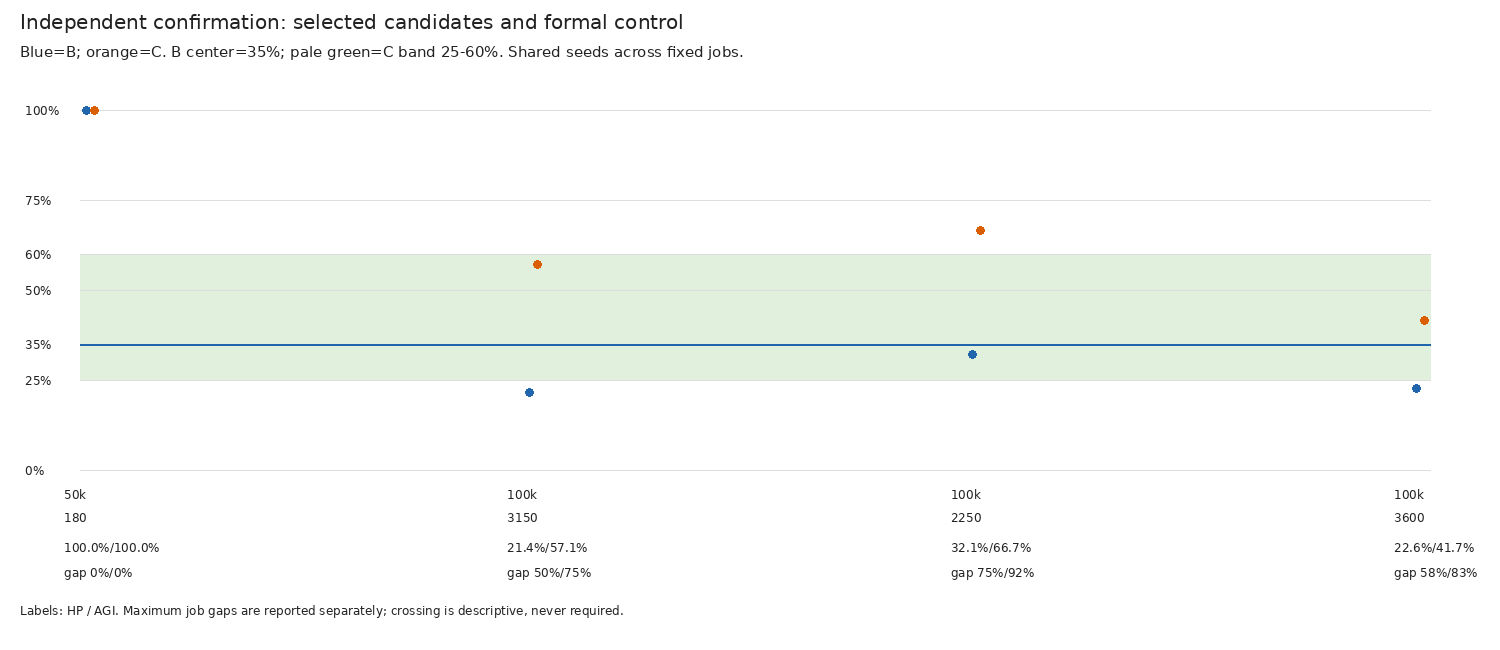 Independent confirmation: selected candidates and formal control
Blue=B; orange=C. B center=35%; pale green=C band 25-60%. Shared seeds across fixed jobs.
100%
75%
60%
50%
35%
25%
0%
50k 100k 100k 100k
180 3150 2250 3600
100.0%/100.0% 21.4%/57.1% 32.1%/66.7% 22.6%/41.7%
gap 0%/0% gap 50%/75% gap 75%/92% gap 58%/83%
Labels: HP / AGI. Maximum job gaps are reported separately; crossing is descriptive, never required.